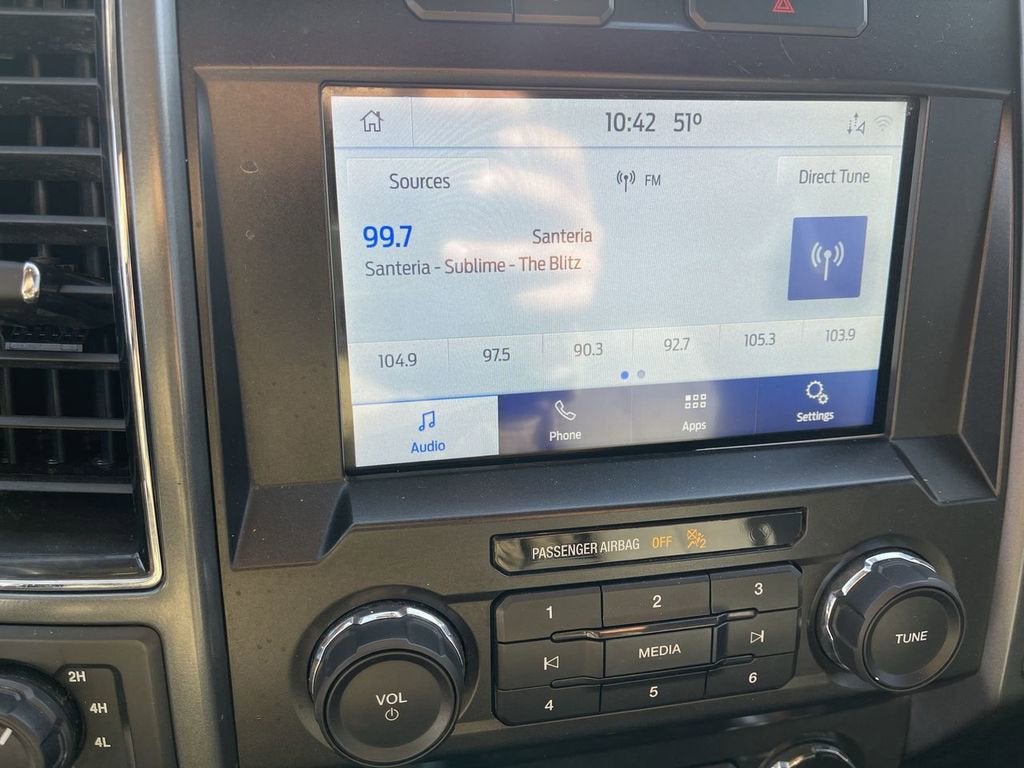 10:42 51°
Sources FM Direct Tune
99.7 Santeria
Santeria - Sublime - The Blitz
104.9 97.5 90.3 92.7 105.3 103.9
Audio Phone Apps Settings
PASSENGER AIRBAG OFF 2
1 2 3
MEDIA
4 5 6
VOL
TUNE
2H
4H
4L